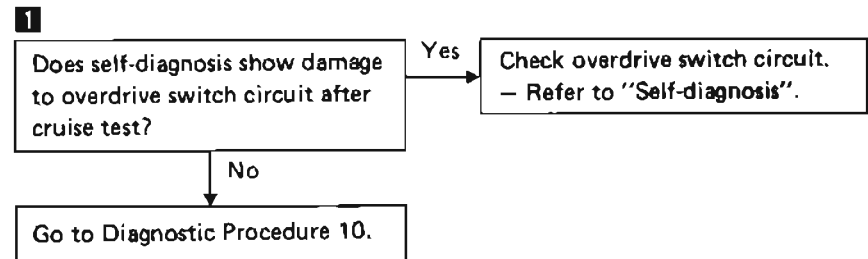 1
Does self-diagnosis show damage
to overdrive switch circuit after
cruise test?
Yes
Check overdrive switch circuit.
— Refer to "Self-diagnosis".
No
Go to Diagnostic Procedure 10.